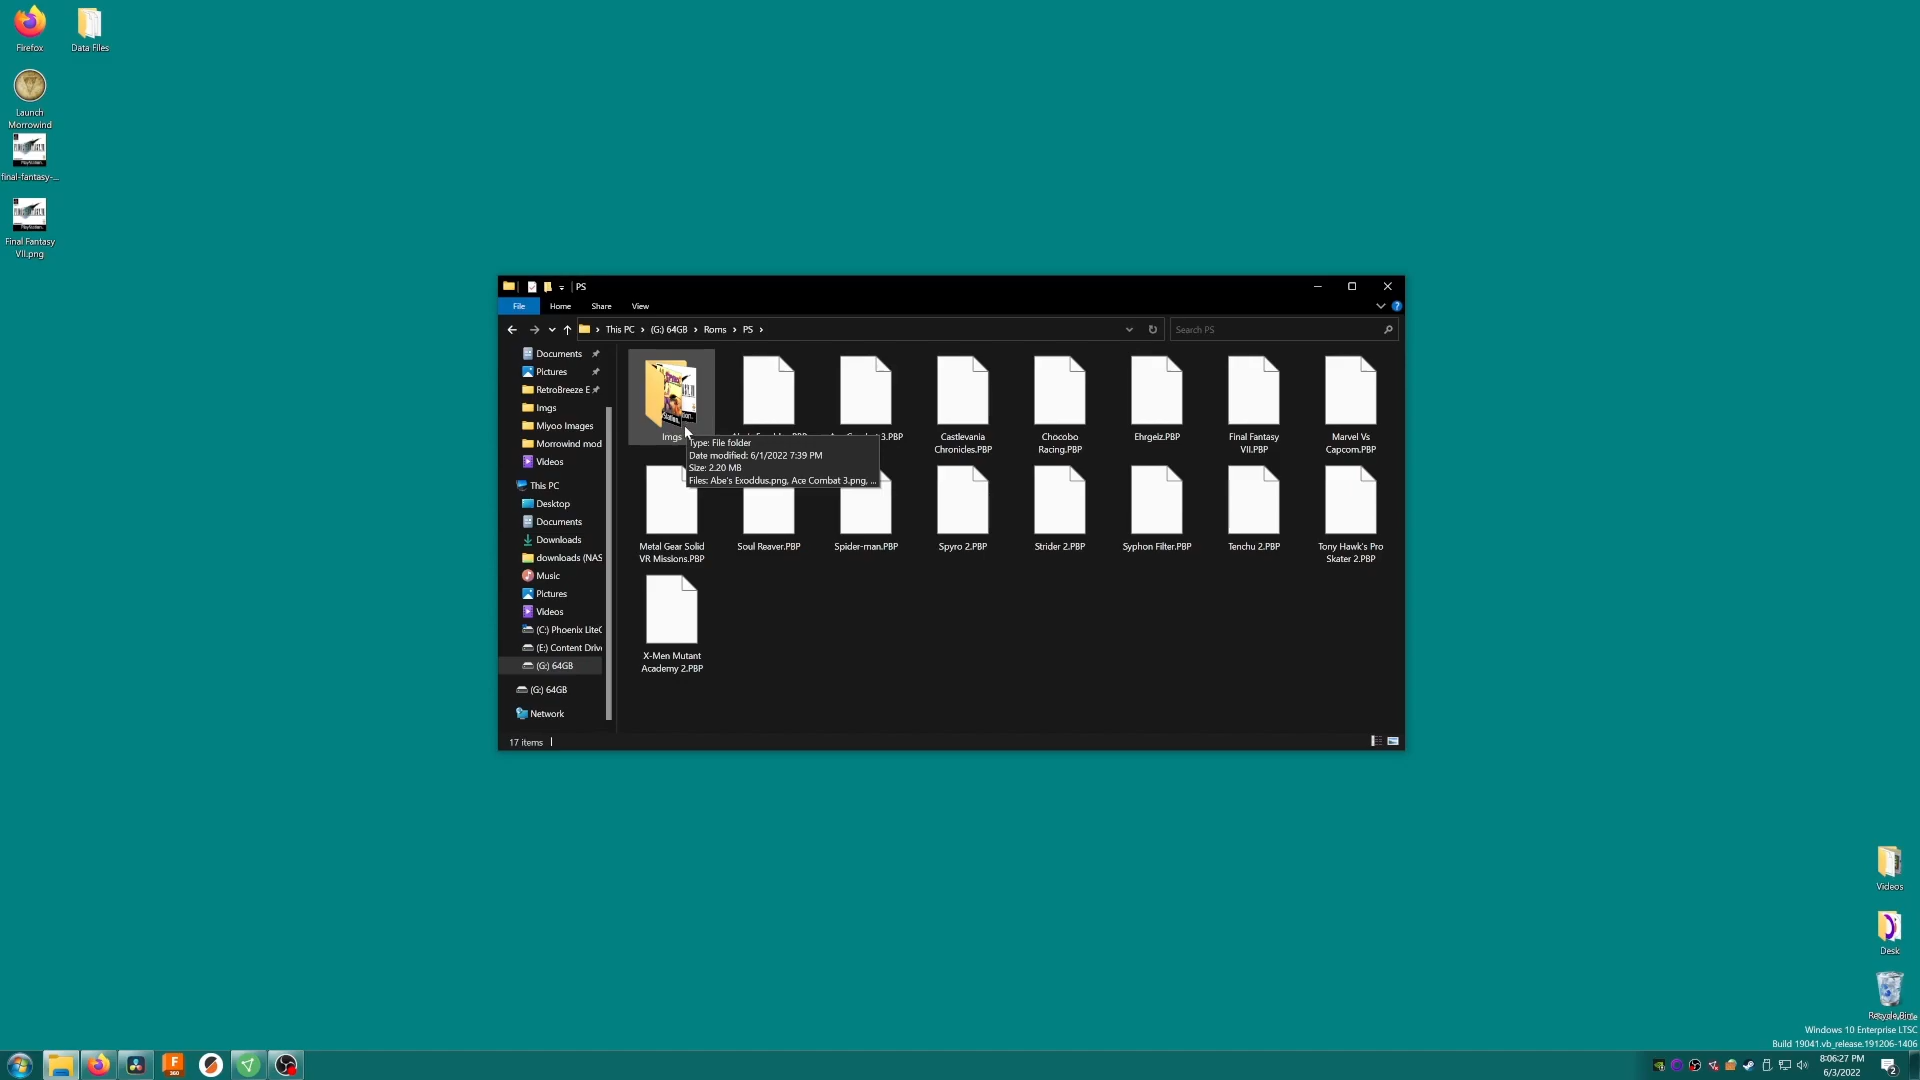 Firefox
Data Files
Launch
Morrowind
final-fantasy-...
Final Fantasy
VII.png
PS
File Home Share View
This PC (G:) 64GB Roms PS
Search PS
Documents
Pictures
RetroBreeze E
Imgs
Miyoo Images
Morrowind mod
Videos
This PC
Desktop
Documents
Downloads
downloads (NAS
Music
Pictures
Videos
(C:) Phoenix Lite
(E:) Content Driv
(G:) 64GB
(G:) 64GB
Network
Imgs
3.PBP
Castlevania
Chronicles.PBP
Chocobo
Racing.PBP
Ehrgeiz.PBP
Final Fantasy
VII.PBP
Marvel Vs
Capcom.PBP
Type: File folder
Date modified: 6/1/2022 7:39 PM
Size: 2.20 MB
Files: Abe's Exoddus.png, Ace Combat 3.png, ...
Metal Gear Solid
VR Missions.PBP
Soul Reaver.PBP
Spider-man.PBP
Spyro 2.PBP
Strider 2.PBP
Syphon Filter.PBP
Tenchu 2.PBP
Tony Hawk's Pro
Skater 2.PBP
X-Men Mutant
Academy 2.PBP
17 items
Videos
Desk
Recycle Bin
Windows 10 Enterprise LTSC
Build 19041.vb_release.191206-1406
8:06:27 PM
6/3/2022
2
F
360